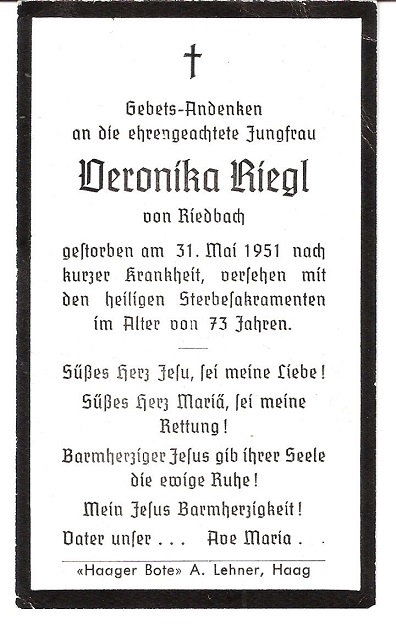 Gebets-Andenken
an die ehrengeachtete Jungfrau
Veronika Riegl
von Riedbach
gestorben am 31. Mai 1951 nach
kurzer Krankheit, versehen mit
den heiligen Sterbesakramenten
im Alter von 73 Jahren.
Süßes Herz Jesu, sei meine Liebe!
Süßes Herz Mariä, sei meine
Rettung!
Barmherziger Jesus gib ihrer Seele
die ewige Ruhe!
Mein Jesus Barmherzigkeit!
Vater unser . . . Ave Maria . .
«Haager Bote» A. Lehner, Haag